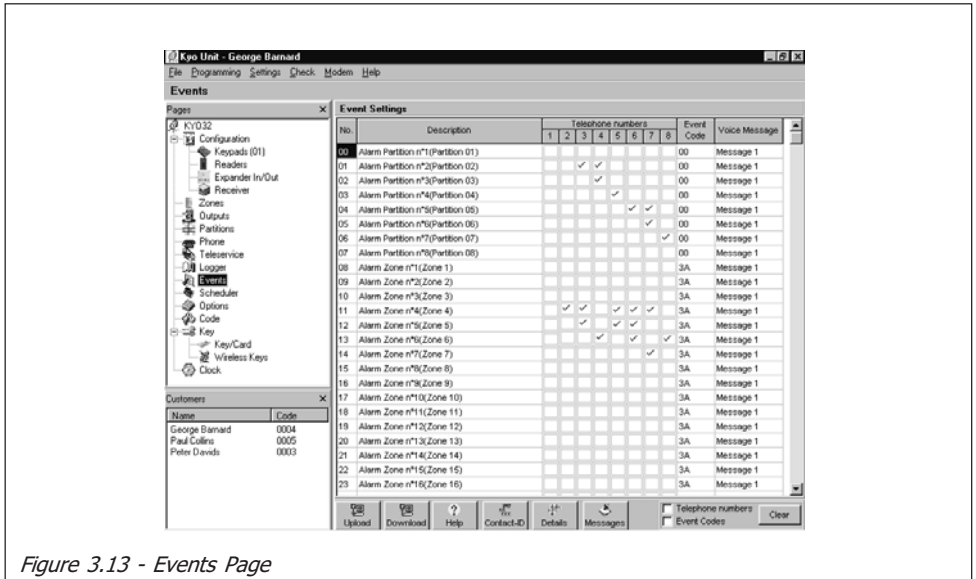 Kyo Unit - George Barnard
File Programming Settings Check Modem Help
Events
Pages
KYO32
Configuration
Keypads (01)
Readers
Expander In/Out
Receiver
Zones
Outputs
Partitions
Phone
Teleservice
Logger
Events
Scheduler
Options
Code
Key
Key/Card
Wireless Keys
Clock
Customers
Name Code
George Barnard 0004
Paul Collins 0005
Peter Davids 0003
Event Settings
No. Description Telephone numbers Event Code Voice Message
1 2 3 4 5 6 7 8
00 Alarm Partition n°1(Partition 01) 00 Message 1
01 Alarm Partition n°2(Partition 02) ✓ ✓ 00 Message 1
02 Alarm Partition n°3(Partition 03) ✓ 00 Message 1
03 Alarm Partition n°4(Partition 04) ✓ 00 Message 1
04 Alarm Partition n°5(Partition 05) ✓ ✓ 00 Message 1
05 Alarm Partition n°6(Partition 06) ✓ 00 Message 1
06 Alarm Partition n°7(Partition 07) ✓ 00 Message 1
07 Alarm Partition n°8(Partition 08) 00 Message 1
08 Alarm Zone n°1(Zone 1) 3A Message 1
09 Alarm Zone n°2(Zone 2) 3A Message 1
10 Alarm Zone n°3(Zone 3) 3A Message 1
11 Alarm Zone n°4(Zone 4) ✓ ✓ ✓ ✓ ✓ 3A Message 1
12 Alarm Zone n°5(Zone 5) ✓ ✓ ✓ 3A Message 1
13 Alarm Zone n°6(Zone 6) ✓ ✓ ✓ 3A Message 1
14 Alarm Zone n°7(Zone 7) ✓ 3A Message 1
15 Alarm Zone n°8(Zone 8) 3A Message 1
16 Alarm Zone n°9(Zone 9) 3A Message 1
17 Alarm Zone n°10(Zone 10) 3A Message 1
18 Alarm Zone n°11(Zone 11) 3A Message 1
19 Alarm Zone n°12(Zone 12) 3A Message 1
20 Alarm Zone n°13(Zone 13) 3A Message 1
21 Alarm Zone n°14(Zone 14) 3A Message 1
22 Alarm Zone n°15(Zone 15) 3A Message 1
23 Alarm Zone n°16(Zone 16) 3A Message 1
Upload Download Help Contact-ID Details Messages Telephone numbers Event Codes Clear
Figure 3.13 - Events Page